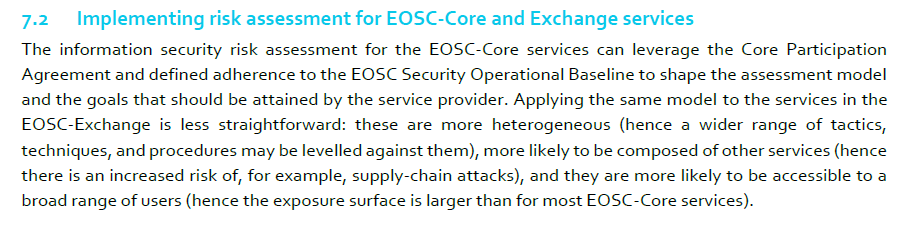 7.2 Implementing risk assessment for EOSC-Core and Exchange services
The information security risk assessment for the EOSC-Core services can leverage the Core Participation
Agreement and defined adherence to the EOSC Security Operational Baseline to shape the assessment model
and the goals that should be attained by the service provider. Applying the same model to the services in the
EOSC-Exchange is less straightforward: these are more heterogeneous (hence a wider range of tactics,
techniques, and procedures may be levelled against them), more likely to be composed of other services (hence
there is an increased risk of, for example, supply-chain attacks), and they are more likely to be accessible to a
broad range of users (hence the exposure surface is larger than for most EOSC-Core services).